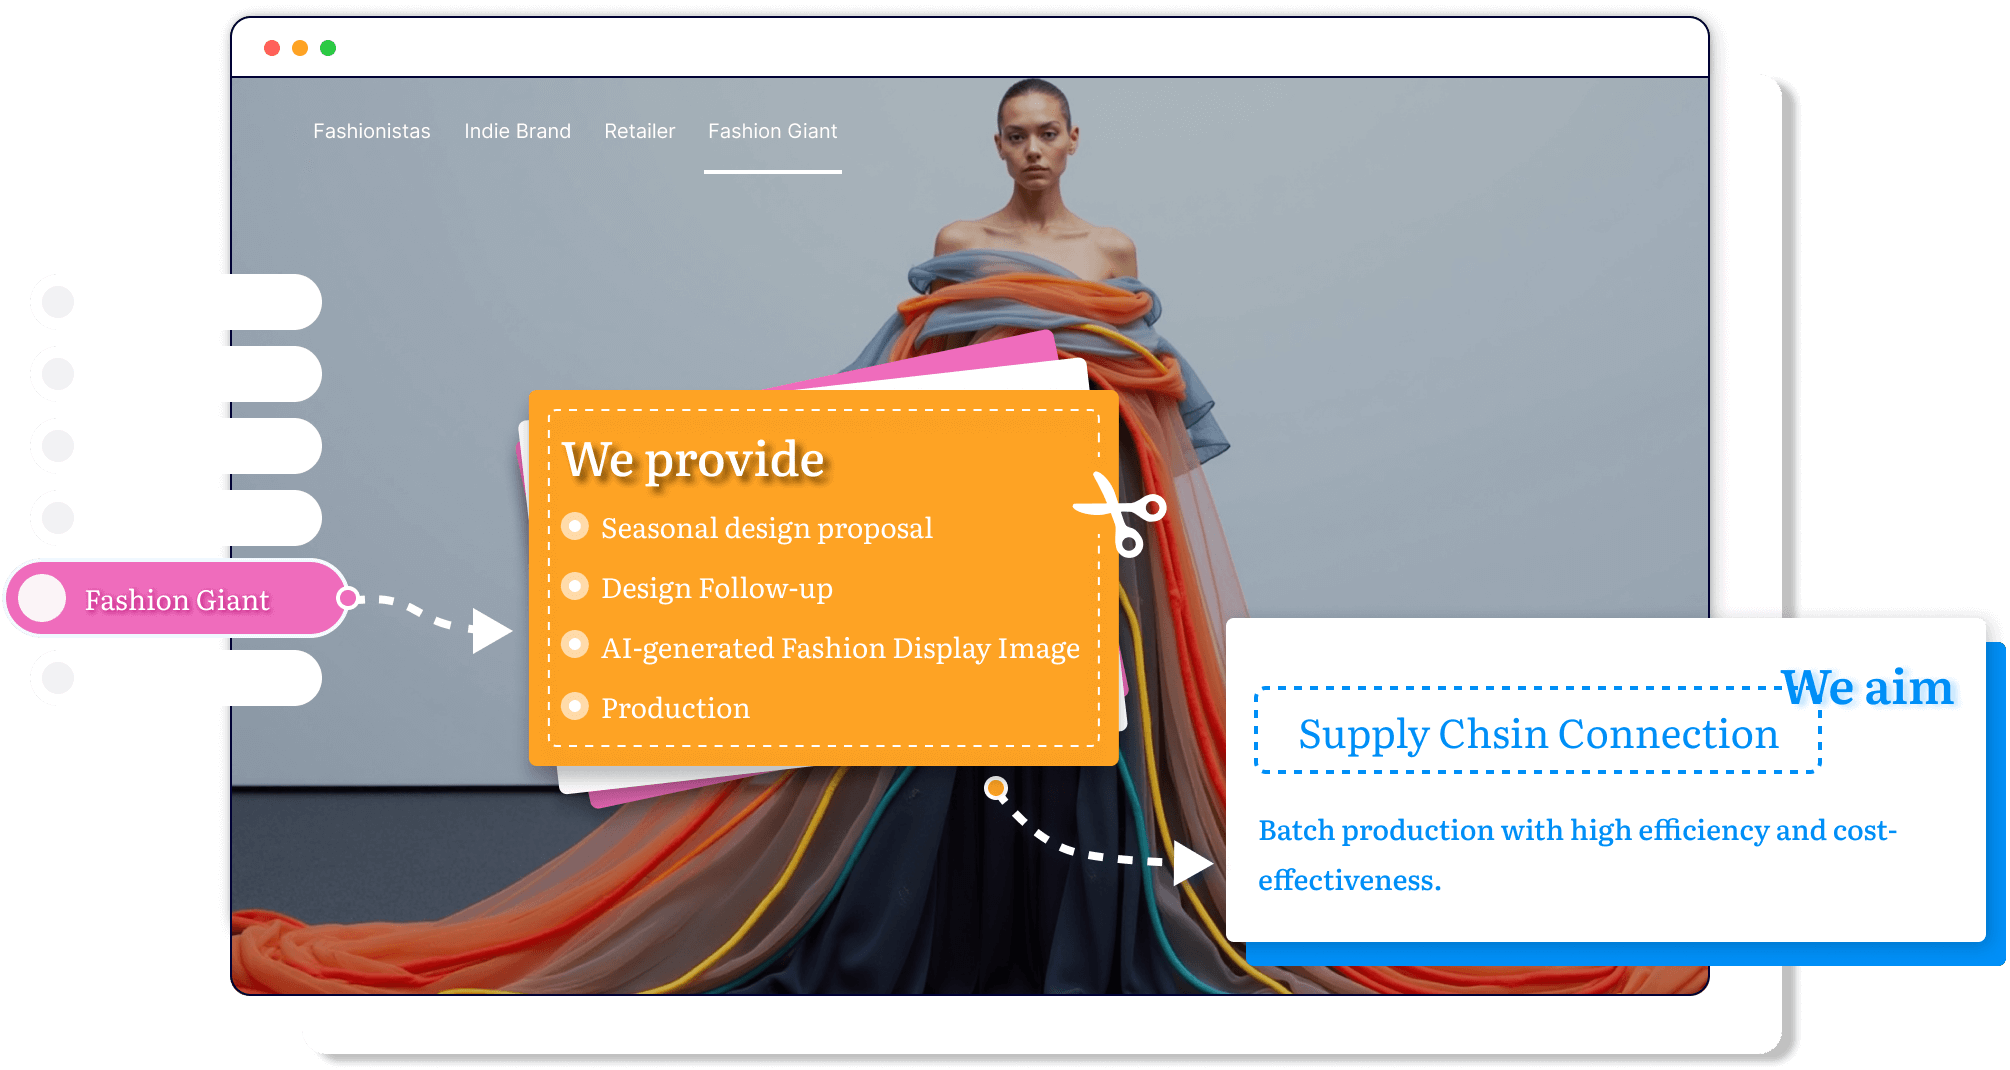 Fashionistas Indie Brand Retailer Fashion Giant
We provide
Seasonal design proposal
Design Follow-up
AI-generated Fashion Display Image
Production
Fashion Giant
We aim
Supply Chsin Connection
Batch production with high efficiency and cost-
effectiveness.